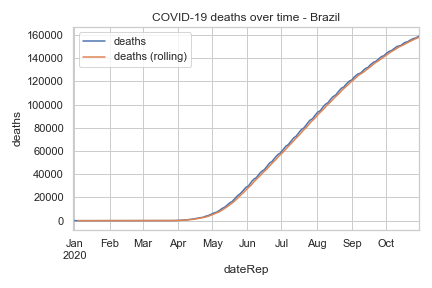 COVID-19 deaths over time - Brazil
deaths
deaths (rolling)
160000
140000
120000
100000
80000
60000
40000
20000
0
deaths
Jan Feb Mar Apr May Jun Jul Aug Sep Oct
2020
dateRep